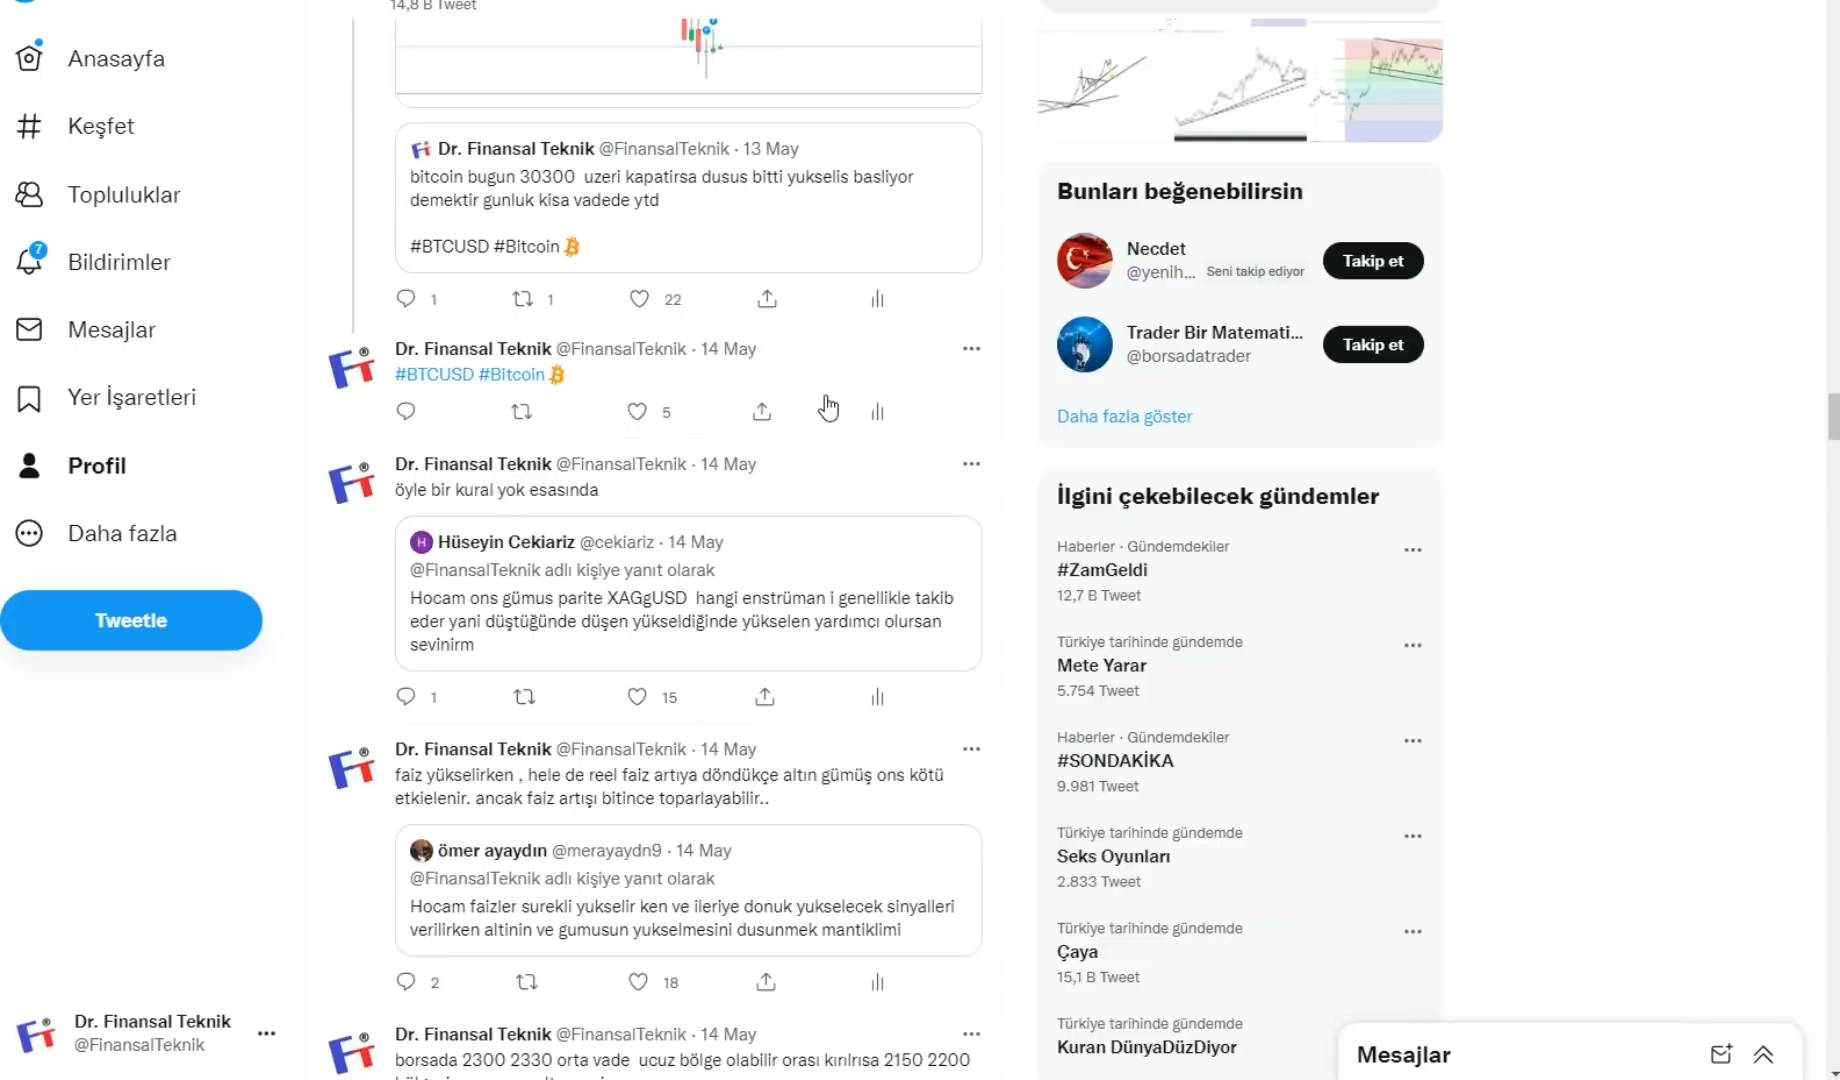 14,8 B Tweet
Anasayfa
Keşfet
Topluluklar
7
Bildirimler
Mesajlar
Yer İşaretleri
Profil
Daha fazla
Tweetle
Dr. Finansal Teknik
@FinansalTeknik
Dr. Finansal Teknik @FinansalTeknik · 13 May
bitcoin bugun 30300 uzeri kapatirsa dusus bitti yukselis basliyor
demektir gunluk kisa vadede ytd
#BTCUSD #Bitcoin
1 1 22
Dr. Finansal Teknik @FinansalTeknik · 14 May
#BTCUSD #Bitcoin
5
Dr. Finansal Teknik @FinansalTeknik · 14 May
öyle bir kural yok esasında
H Hüseyin Cekiariz @cekiariz · 14 May
@FinansalTeknik adlı kişiye yanıt olarak
Hocam ons gümus parite XAGgUSD hangi enstrüman i genellikle takib
eder yani düştüğünde düşen yükseldiğinde yükselen yardımcı olursan
sevinirm
1 15
Dr. Finansal Teknik @FinansalTeknik · 14 May
faiz yükselirken , hele de reel faiz artıya döndükçe altın gümüş ons kötü
etkielenir. ancak faiz artışı bitince toparlayabilir..
ömer ayaydın @merayaydn9 · 14 May
@FinansalTeknik adlı kişiye yanıt olarak
Hocam faizler surekli yukselir ken ve ileriye donuk yukselecek sinyalleri
verilirken altinin ve gumusun yukselmesini dusunmek mantiklimi
2 18
Dr. Finansal Teknik @FinansalTeknik · 14 May
borsada 2300 2330 orta vade ucuz bölge olabilir orası kırılrısa 2150 2200
Bunları beğenebilirsin
Necdet
@yenih... Seni takip ediyor
Takip et
Trader Bir Matemati...
@borsadatrader
Takip et
Daha fazla göster
İlgini çekebilecek gündemler
Haberler · Gündemdekiler
#ZamGeldi
12,7 B Tweet
Türkiye tarihinde gündemde
Mete Yarar
5.754 Tweet
Haberler · Gündemdekiler
#SONDAKİKA
9.981 Tweet
Türkiye tarihinde gündemde
Seks Oyunları
2.833 Tweet
Türkiye tarihinde gündemde
Çaya
15,1 B Tweet
Türkiye tarihinde gündemde
Kuran DünyaDüzDiyor
Mesajlar